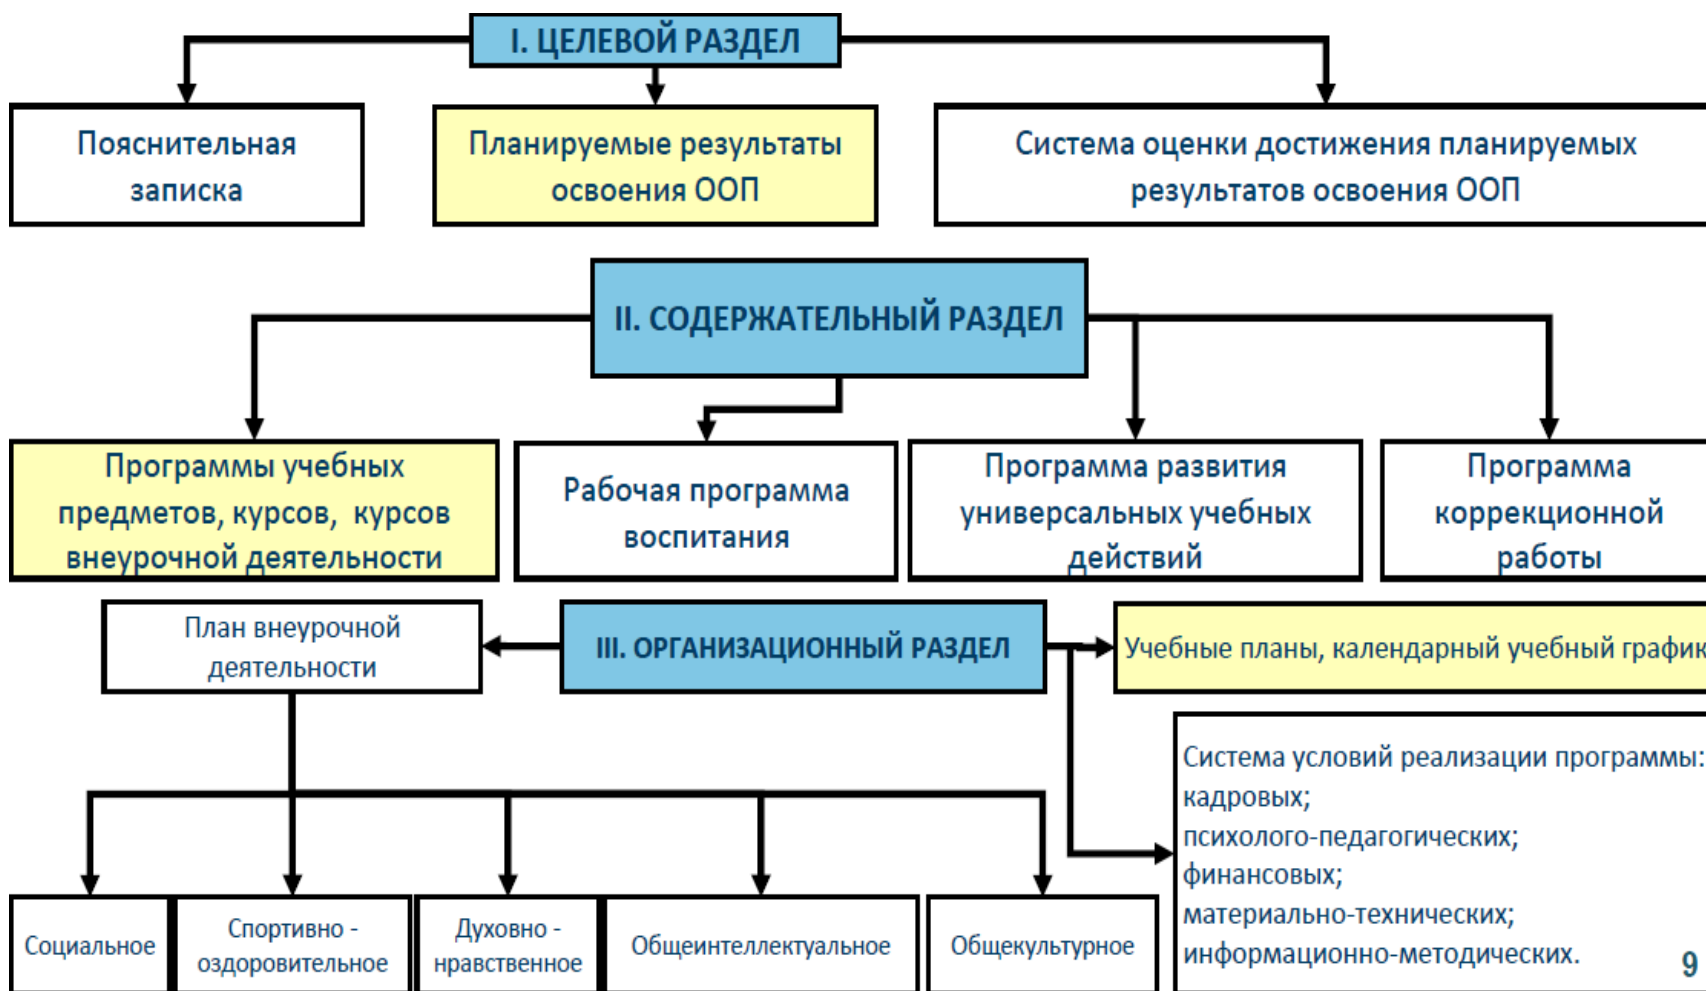 I. ЦЕЛЕВОЙ РАЗДЕЛ
Пояснительная
записка
Планируемые результаты
освоения ООП
Система оценки достижения планируемых
результатов освоения ООП
II. СОДЕРЖАТЕЛЬНЫЙ РАЗДЕЛ
Программы учебных
предметов, курсов, курсов
внеурочной деятельности
Рабочая программа
воспитания
Программа развития
универсальных учебных
действий
Программа
коррекционной
работы
План внеурочной
деятельности
III. ОРГАНИЗАЦИОННЫЙ РАЗДЕЛ
Учебные планы, календарный учебный график
Система условий реализации программы:
кадровых;
психолого-педагогических;
финансовых;
материально-технических;
информационно-методических.
Социальное
Спортивно -
оздоровительное
Духовно -
нравственное
Общеинтеллектуальное
Общекультурное
9